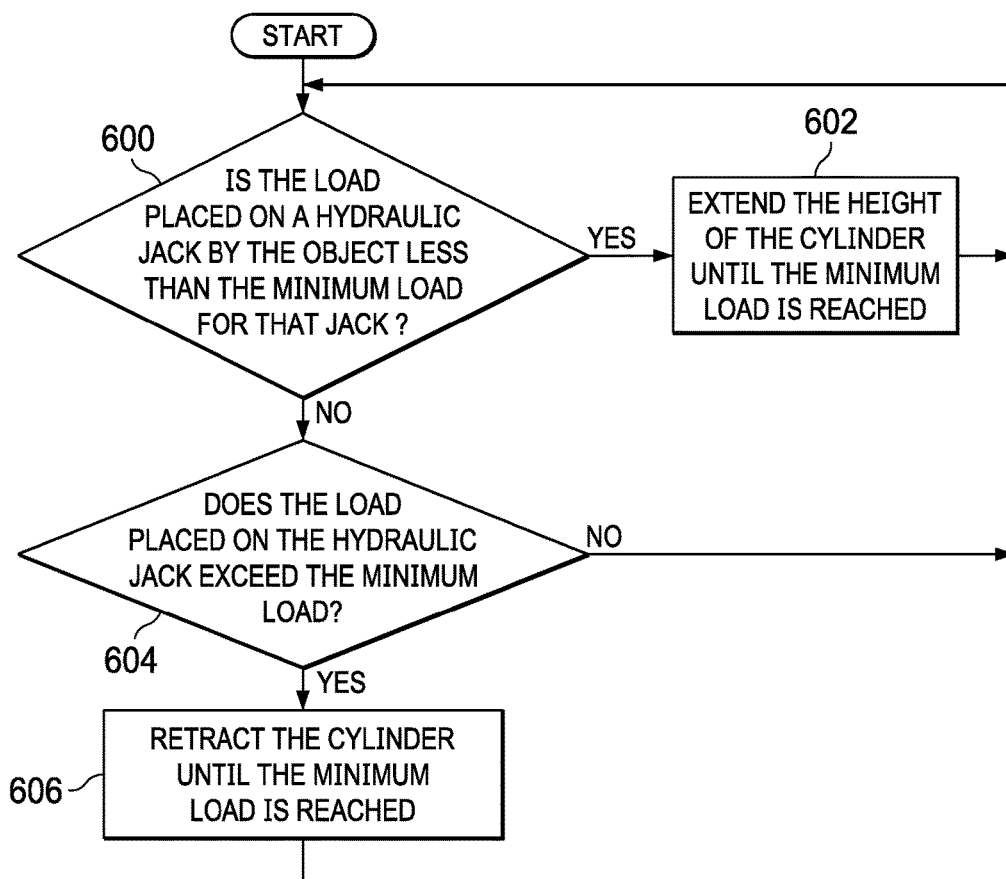 START
600
IS THE LOAD
PLACED ON A HYDRAULIC
JACK BY THE OBJECT LESS
THAN THE MINIMUM LOAD
FOR THAT JACK ?
YES
602
EXTEND THE HEIGHT
OF THE CYLINDER
UNTIL THE MINIMUM
LOAD IS REACHED
NO
DOES THE LOAD
PLACED ON THE HYDRAULIC
JACK EXCEED THE MINIMUM
LOAD?
NO
604
YES
RETRACT THE CYLINDER
UNTIL THE MINIMUM
LOAD IS REACHED
606